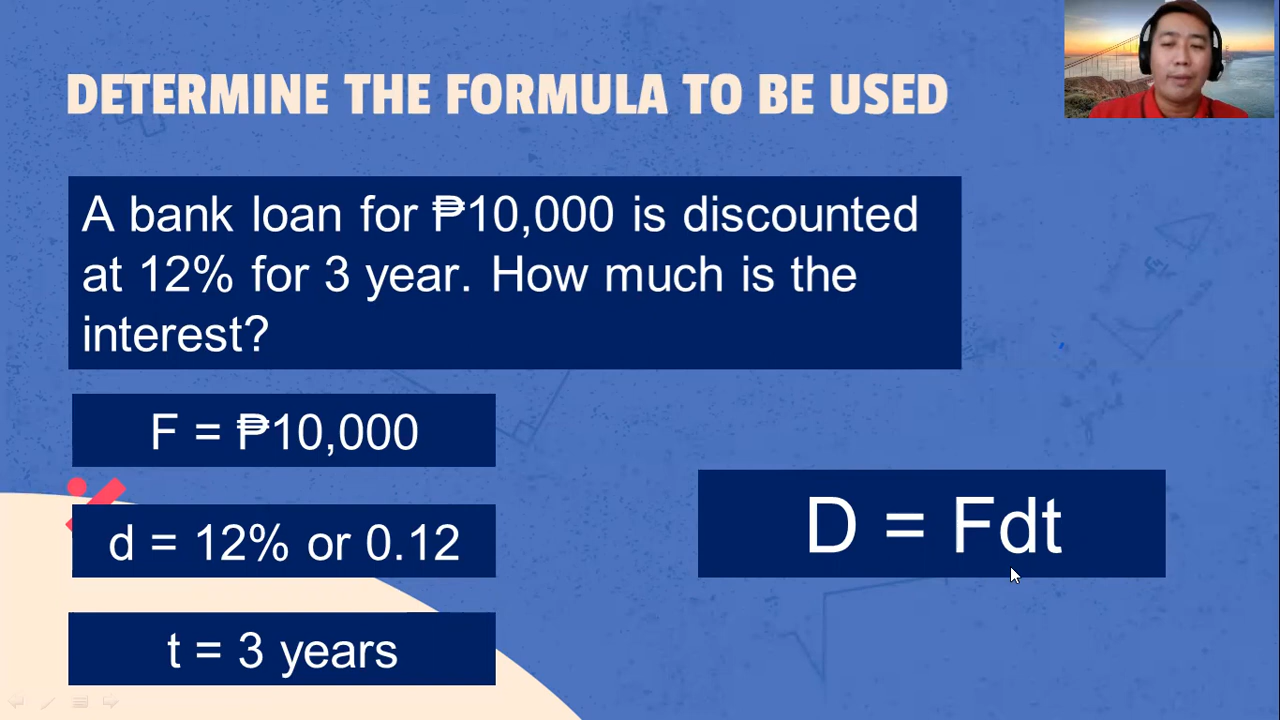 DETERMINE THE FORMULA TO BE USED
A bank loan for ₱10,000 is discounted
at 12% for 3 year. How much is the
interest?
F = ₱10,000
d = 12% or 0.12
D = Fdt
t = 3 years